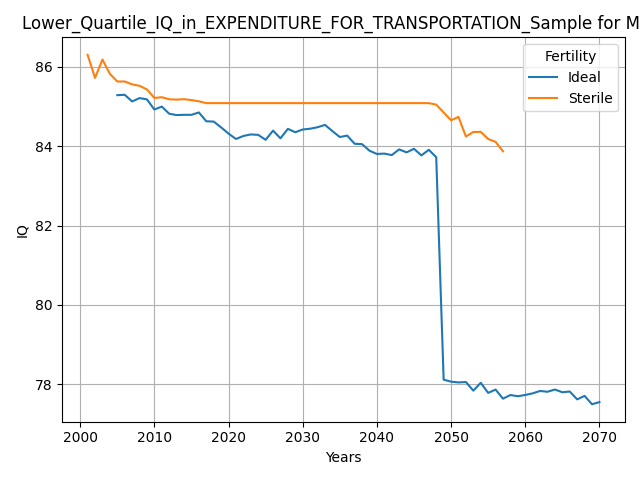 Lower_Quartile_IQ_in_EXPENDITURE_FOR_TRANSPORTATION_Sample for M
Fertility
Ideal
Sterile
86
84
82
80
78
IQ
2000 2010 2020 2030 2040 2050 2060 2070
Years